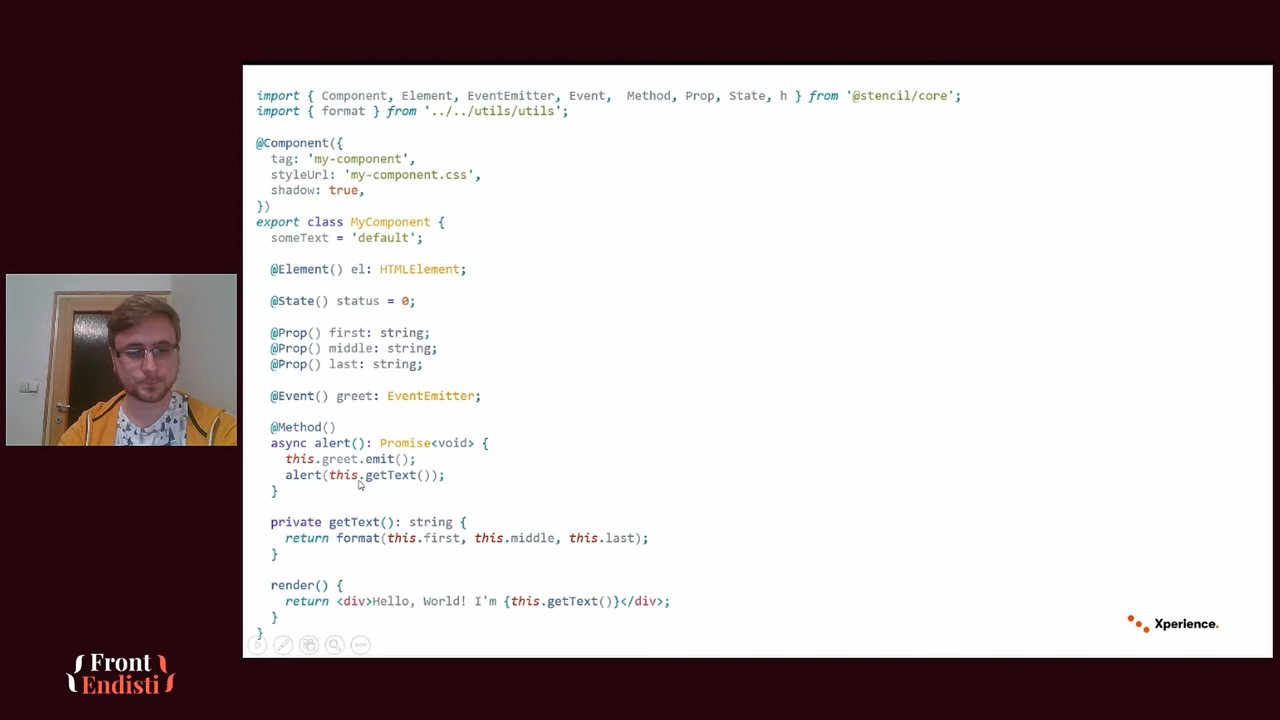 import { Component, Element, EventEmitter, Event,  Method, Prop, State, h } from '@stencil/core';
import { format } from '../../utils/utils';
@Component({
  tag: 'my-component',
  styleUrl: 'my-component.css',
  shadow: true,
})
export class MyComponent {
  someText = 'default';
  @Element() el: HTMLElement;
  @State() status = 0;
  @Prop() first: string;
  @Prop() middle: string;
  @Prop() last: string;
  @Event() greet: EventEmitter;
  @Method()
  async alert(): Promise<void> {
    this.greet.emit();
    alert(this.getText());
  }
  private getText(): string {
    return format(this.first, this.middle, this.last);
  }
  render() {
    return <div>Hello, World! I'm {this.getText()}</div>;
  }
}
Xperience.
{Front
Endisti}